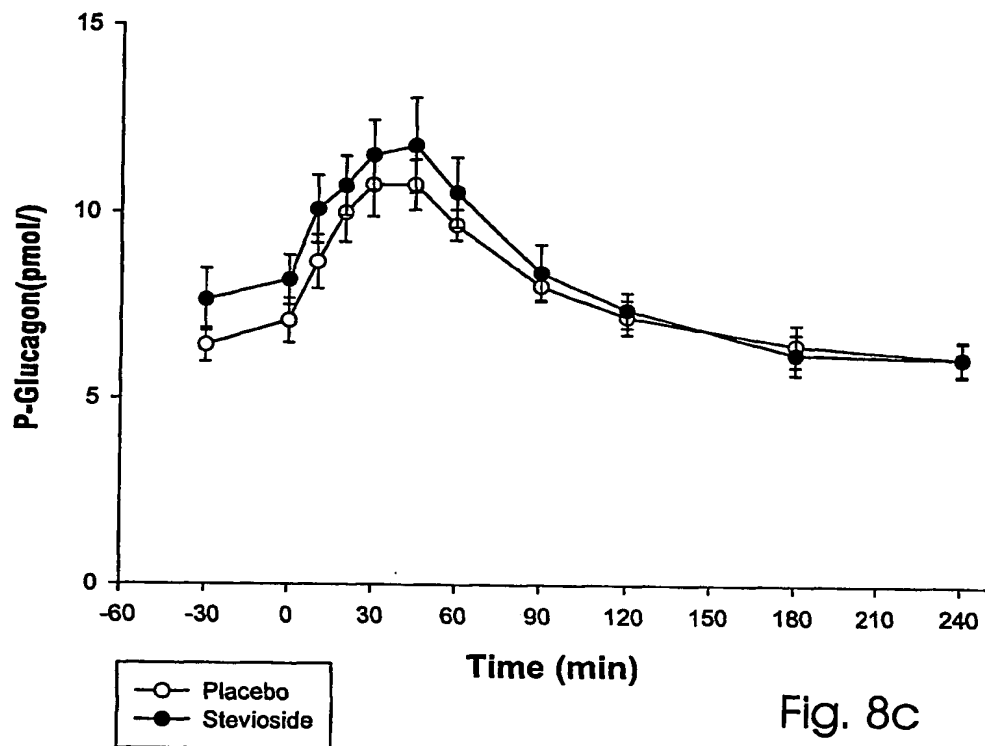 15
10
5
0
P-Glucagon(pmol/)
-60 -30 0 30 60 90 120 150 180 210 240
Time (min)
Placebo
Stevioside
Fig. 8c